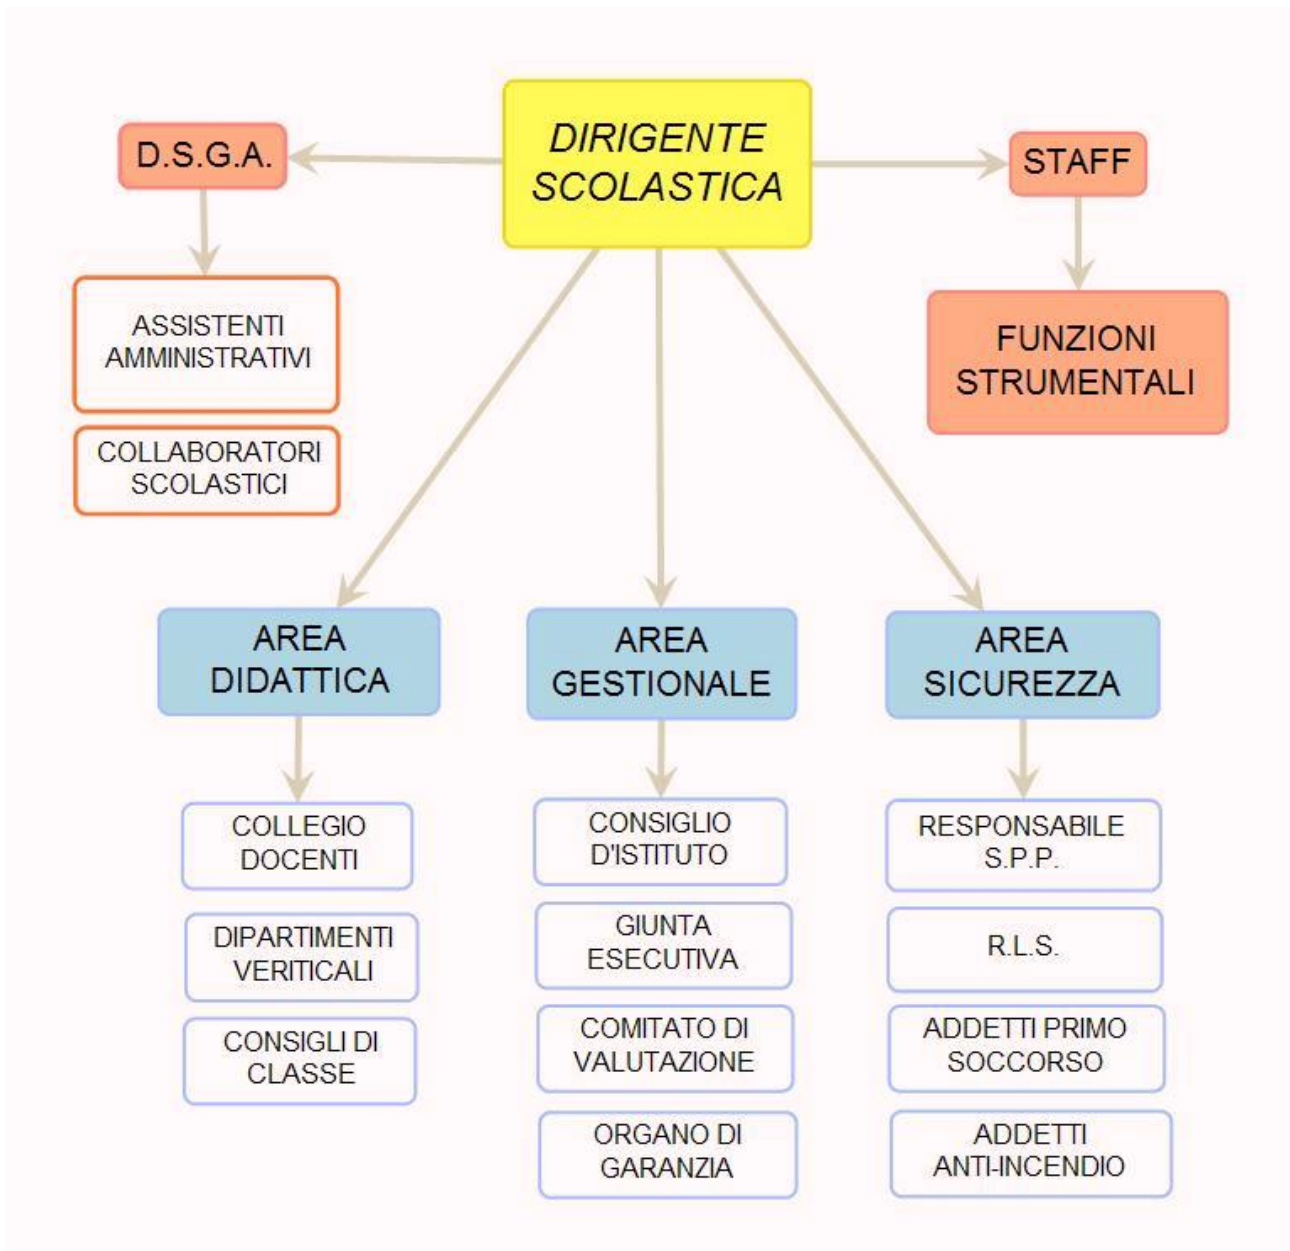 DIRIGENTE
SCOLASTICA
D.S.G.A.
STAFF
ASSISTENTI
AMMINISTRATIVI
COLLABORATORI
SCOLASTICI
FUNZIONI
STRUMENTALI
AREA
DIDATTICA
COLLEGIO
DOCENTI
DIPARTIMENTI
VERITICALI
CONSIGLI DI
CLASSE
AREA
GESTIONALE
CONSIGLIO
D'ISTITUTO
GIUNTA
ESECUTIVA
COMITATO DI
VALUTAZIONE
ORGANO DI
GARANZIA
AREA
SICUREZZA
RESPONSABILE
S.P.P.
R.L.S.
ADDETTI PRIMO
SOCCORSO
ADDETTI
ANTI-INCENDIO